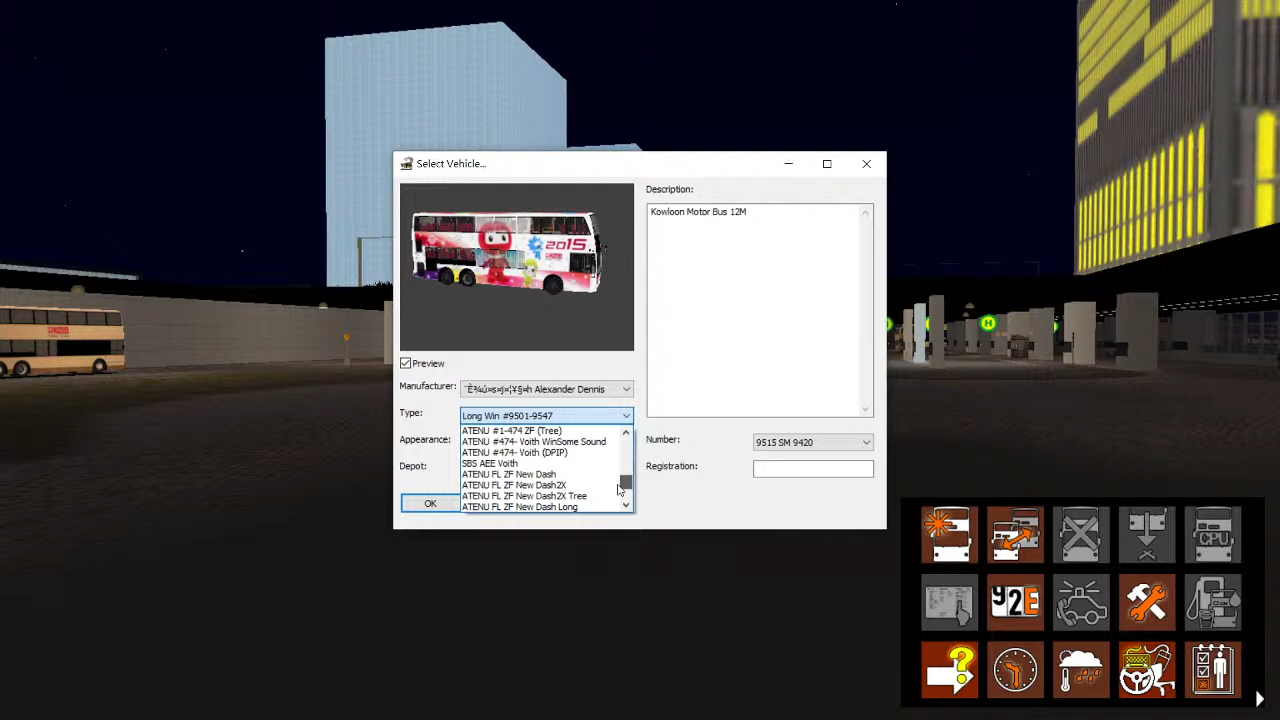 Select Vehicle...
Description:
Kowloon Motor Bus 12M
2015
Preview
Manufacturer:
¨È¾ú¤s¤j¤¦¥§¤h Alexander Dennis
Type:
Long Win #9501-9547
ATENU #1-474 ZF (Tree)
ATENU #474- Voith WinSome Sound
ATENU #474- Voith (DPIP)
SBS AEE Voith
ATENU FL ZF New Dash
ATENU FL ZF New Dash2X
ATENU FL ZF New Dash2X Tree
ATENU FL ZF New Dash Long
Appearance:
Depot:
OK
Number:
9515 SM 9420
Registration:
H
CPU
92E
?